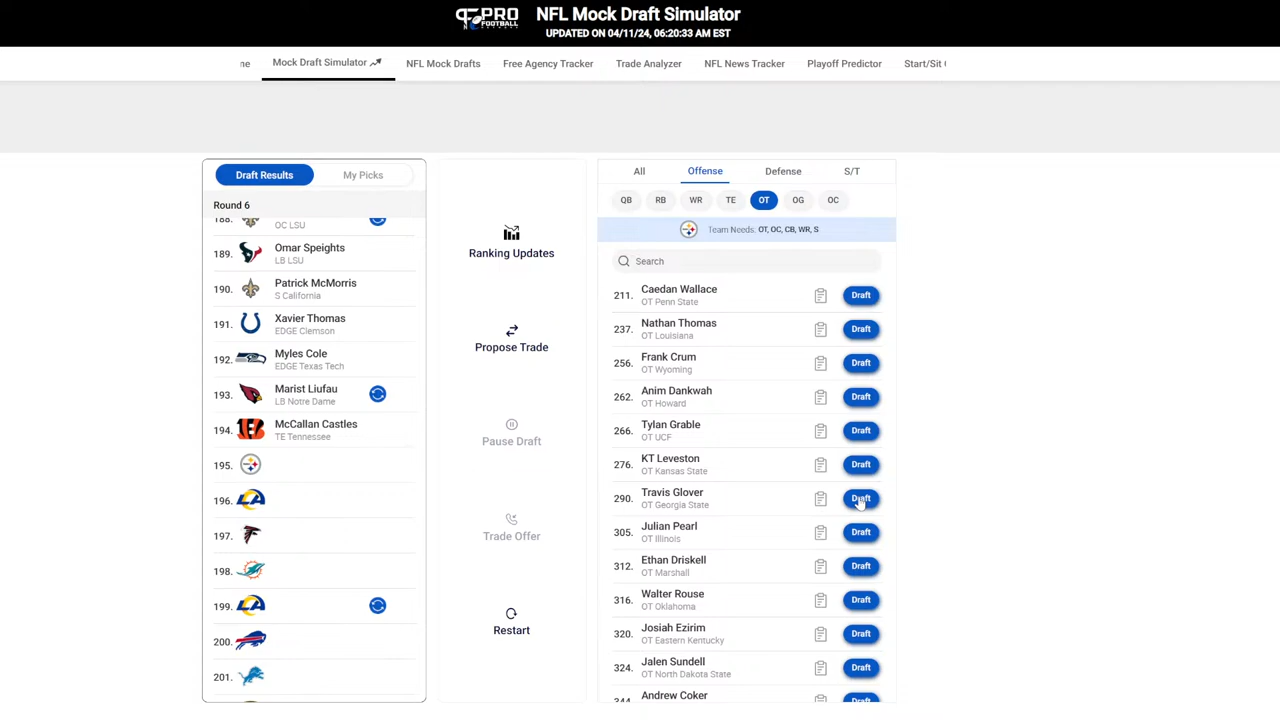 PRO
FOOTBALL
NETWORK
NFL Mock Draft Simulator
UPDATED ON 04/11/24, 06:20:33 AM EST
ne
Mock Draft Simulator
NFL Mock Drafts
Free Agency Tracker
Trade Analyzer
NFL News Tracker
Playoff Predictor
Start/Sit
Draft Results
My Picks
Round 6
188.
OC LSU
189.
Omar Speights
LB LSU
190.
Patrick McMorris
S California
191.
Xavier Thomas
EDGE Clemson
192.
Myles Cole
EDGE Texas Tech
193.
Marist Liufau
LB Notre Dame
194.
McCallan Castles
TE Tennessee
195.
196.
197.
198.
199.
200.
201.
Ranking Updates
Propose Trade
Pause Draft
Trade Offer
Restart
All
Offense
Defense
S/T
QB
RB
WR
TE
OT
OG
OC
Team Needs: OT, OC, CB, WR, S
Search
211.
Caedan Wallace
OT Penn State
Draft
237.
Nathan Thomas
OT Louisiana
Draft
256.
Frank Crum
OT Wyoming
Draft
262.
Anim Dankwah
OT Howard
Draft
266.
Tylan Grable
OT UCF
Draft
276.
KT Leveston
OT Kansas State
Draft
290.
Travis Glover
OT Georgia State
Draft
305.
Julian Pearl
OT Illinois
Draft
312.
Ethan Driskell
OT Marshall
Draft
316.
Walter Rouse
OT Oklahoma
Draft
320.
Josiah Ezirim
OT Eastern Kentucky
Draft
324.
Jalen Sundell
OT North Dakota State
Draft
344.
Andrew Coker
Draft